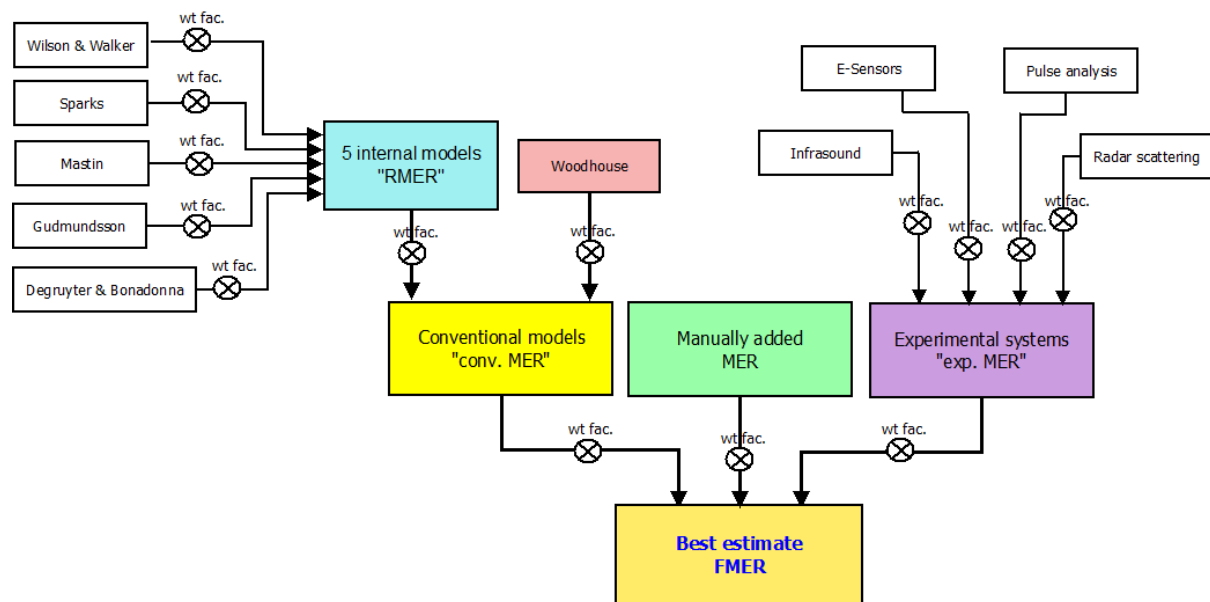 wt fac.
Wilson & Walker
wt fac.
Sparks
wt fac.
Mastin
wt fac.
Gudmundsson
wt fac.
Degruyter & Bonadonna
5 internal models
"RMER"
Woodhouse
E-Sensors
Pulse analysis
Infrasound
Radar scattering
wt fac.
wt fac.
wt fac.
wt fac.
wt fac.
wt fac.
Conventional models
"conv. MER"
Manually added
MER
Experimental systems
"exp. MER"
wt fac.
wt fac.
wt fac.
Best estimate
FMER